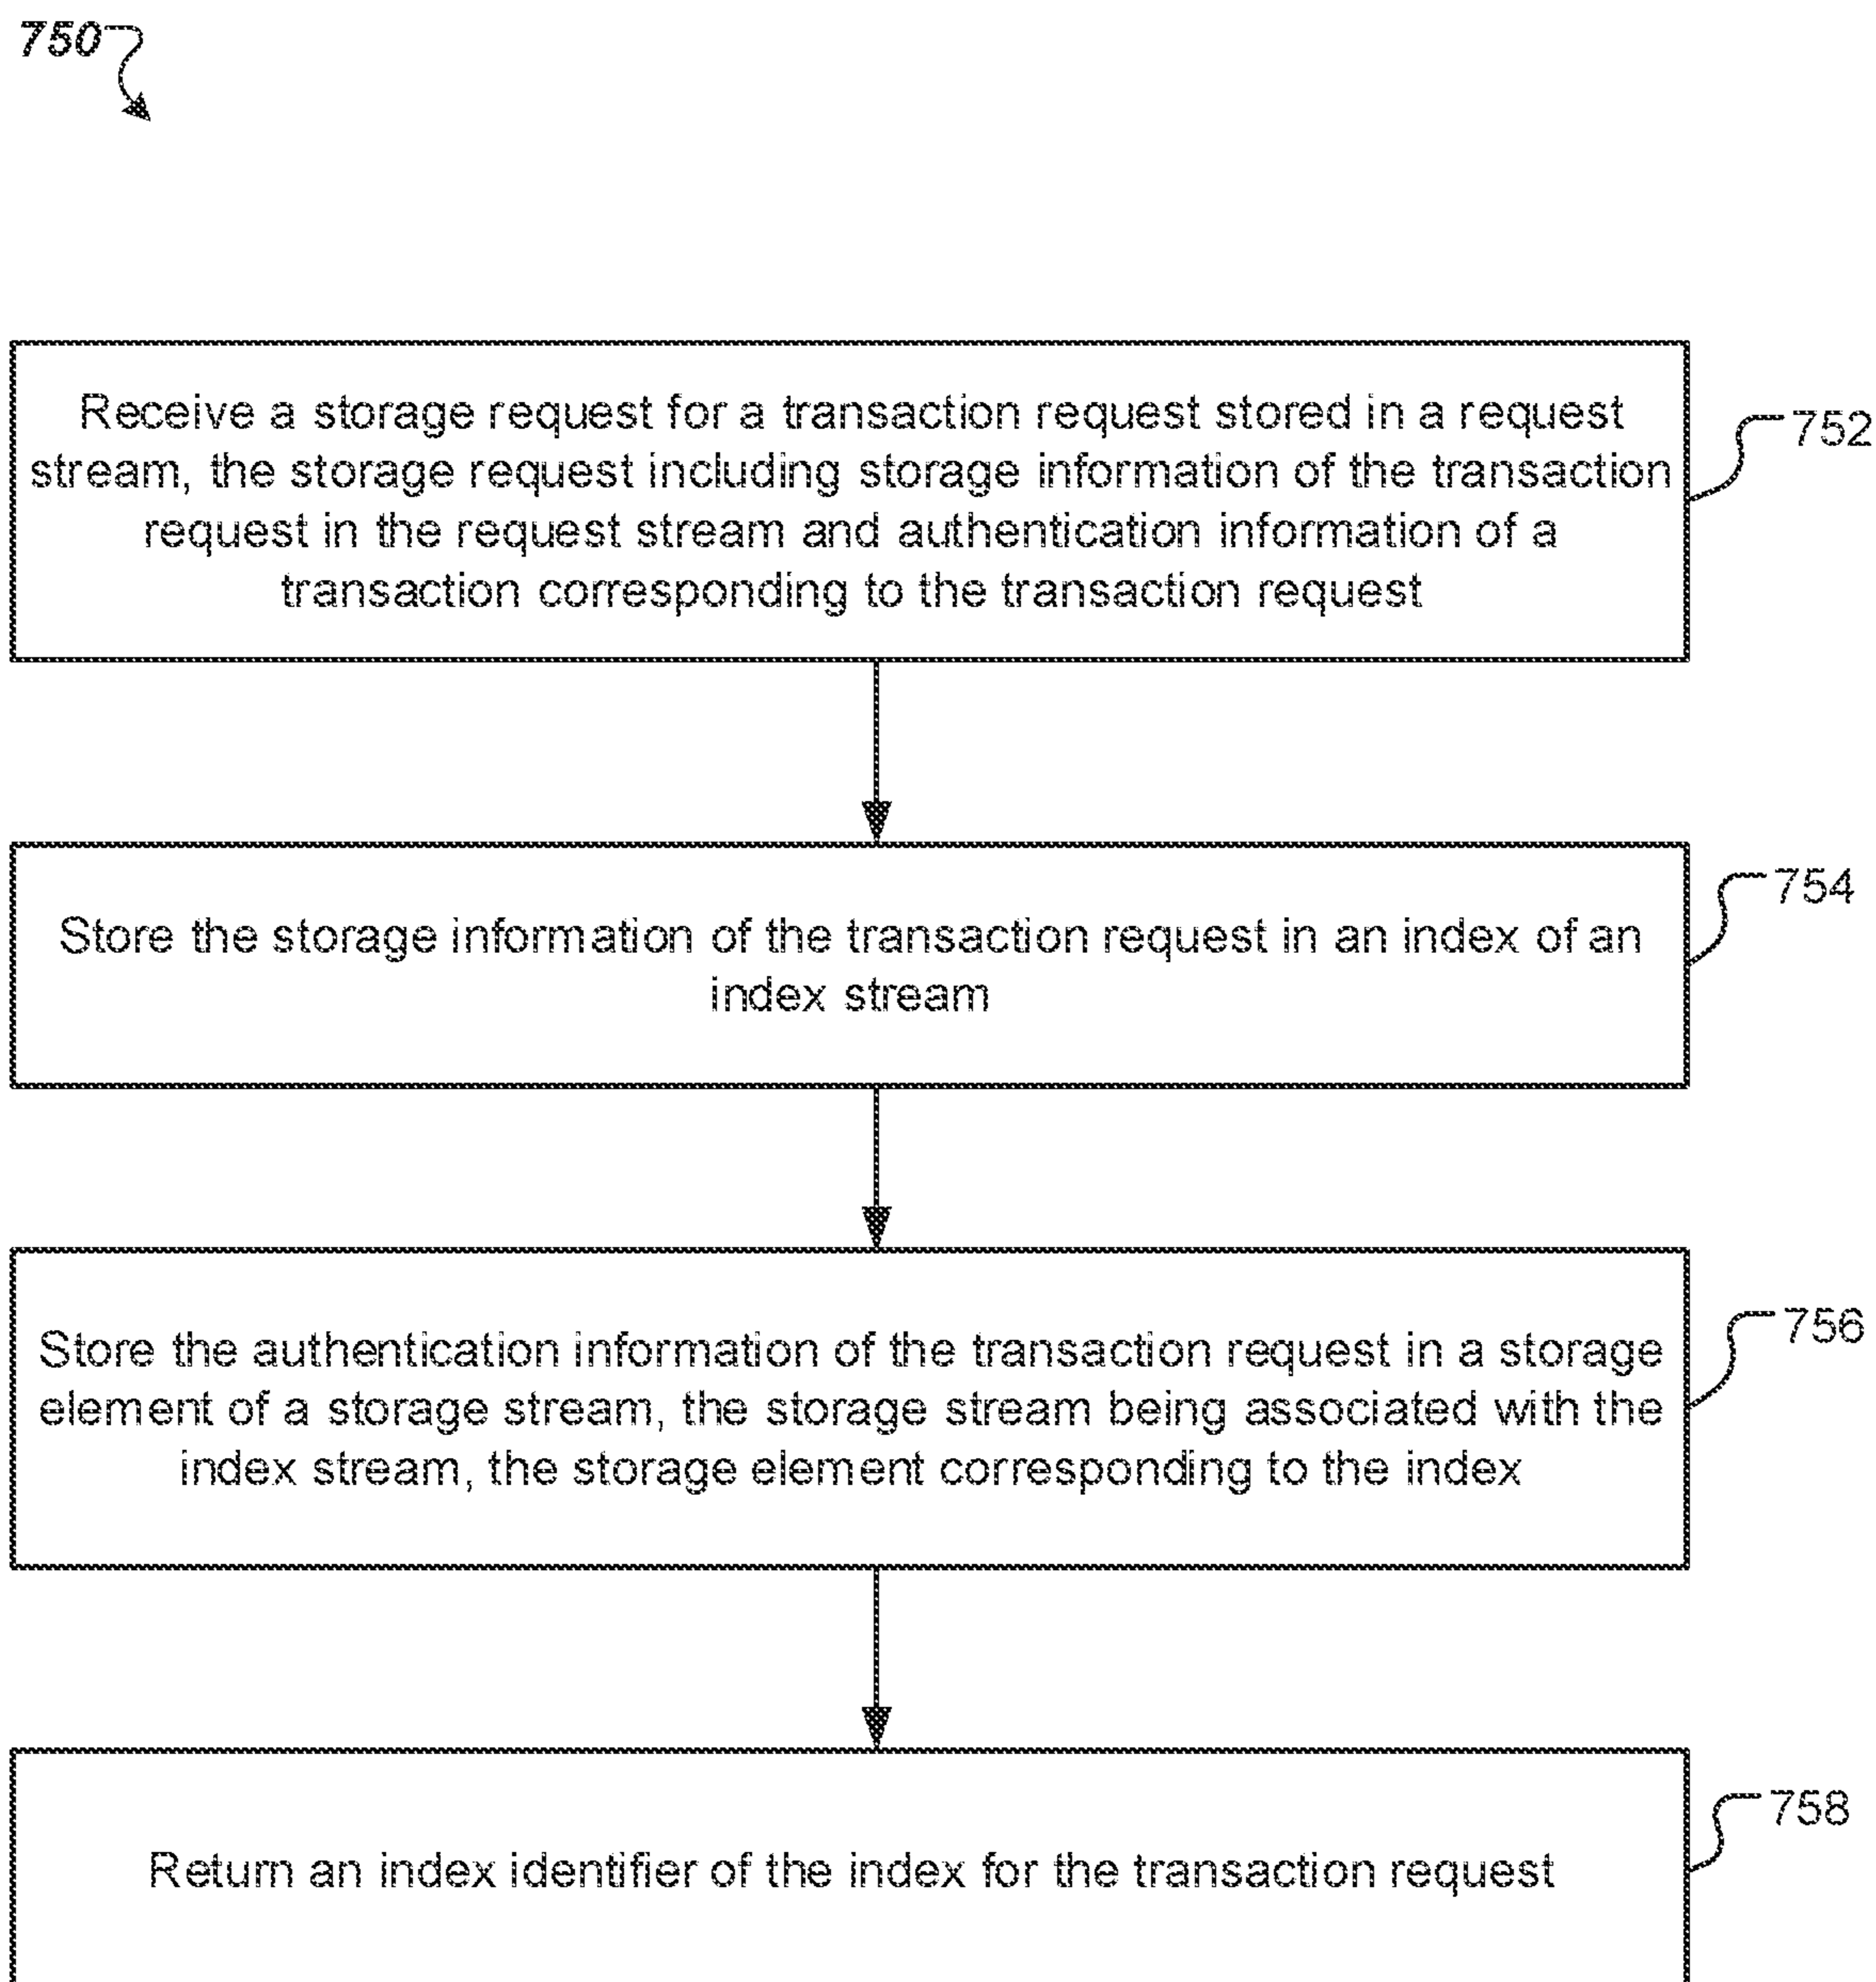 750
Receive a storage request for a transaction request stored in a request
stream, the storage request including storage information of the transaction
request in the request stream and authentication information of a
transaction corresponding to the transaction request
752
Store the storage information of the transaction request in an index of an
index stream
754
Store the authentication information of the transaction request in a storage
element of a storage stream, the storage stream being associated with the
index stream, the storage element corresponding to the index
756
Return an index identifier of the index for the transaction request
758